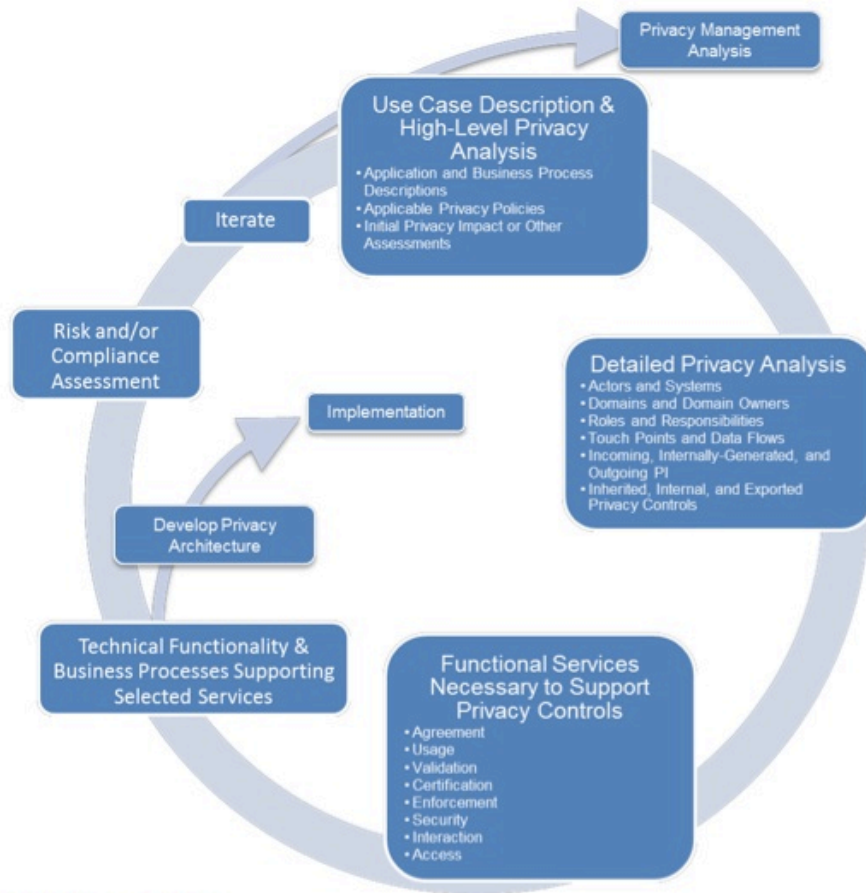 Privacy Management
Analysis
Use Case Description &
High-Level Privacy
Analysis
• Application and Business Process
Descriptions
• Applicable Privacy Policies
• Initial Privacy Impact or Other
Assessments
Iterate
Risk and/or
Compliance
Assessment
Detailed Privacy Analysis
• Actors and Systems
• Domains and Domain Owners
• Roles and Responsibilities
• Touch Points and Data Flows
• Incoming, Internally-Generated, and
Outgoing PI
• Inherited, Internal, and Exported
Privacy Controls
Implementation
Develop Privacy
Architecture
Technical Functionality &
Business Processes Supporting
Selected Services
Functional Services
Necessary to Support
Privacy Controls
• Agreement
• Usage
• Validation
• Certification
• Enforcement
• Security
• Interaction
• Access